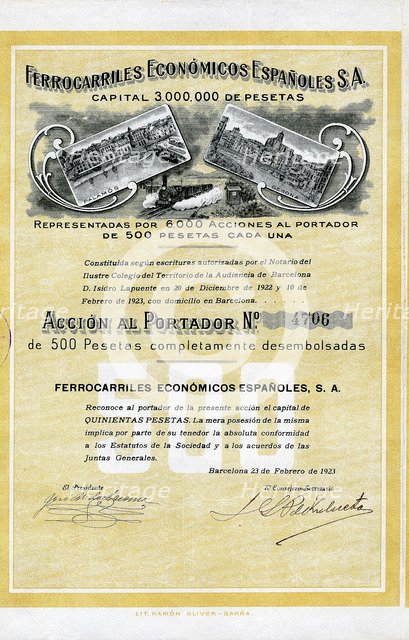 FERROCARRILES ECONÓMICOS ESPAÑOLES S.A.
CAPITAL 3.000,000 DE PESETAS
PALAMÓS
GERONA
REPRESENTADAS POR 6,000 ACCIONES AL PORTADOR
DE 500 PESETAS CADA UNA
Constituída según escrituras autorizadas por el Notario del
Ilustre Colegio del Territorio de la Audiencia de Barcelona
D. Isidro Lapuente en 20 de Diciembre de 1922 y 10 de
Febrero de 1923, con domicilio en Barcelona.
ACCIÓN AL PORTADOR N.º 4706
de 500 Pesetas completamente desembolsadas
FERROCARRILES ECONÓMICOS ESPAÑOLES, S. A.
Reconoce al portador de la presente acción el capital de
QUINIENTAS PESETAS. La mera posesión de la misma
implica por parte de su tenedor la absoluta conformidad
a los Estatutos de la Sociedad y a los acuerdos de las
Juntas Generales.
Barcelona 23 de Febrero de 1923
El Presidente
El Consejero-Secretario
LIT. RAMÓN OLIVER - BARNA.
heritage
heritage